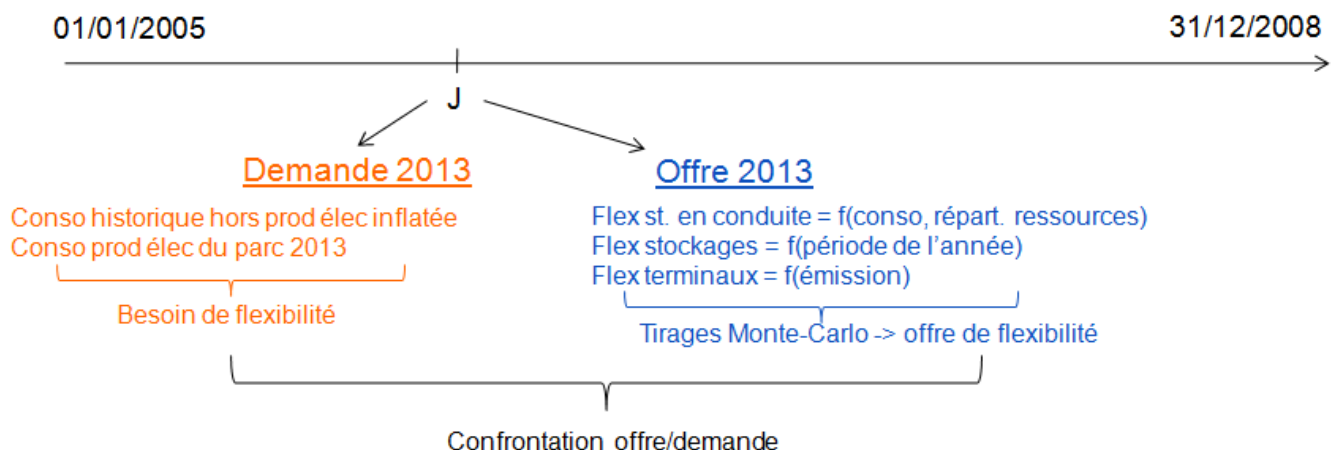 01/01/2005
31/12/2008
J
Demande 2013
Conso historique hors prod élec inflatée
Conso prod élec du parc 2013
Besoin de flexibilité
Offre 2013
Flex st. en conduite = f(conso, répart. ressources)
Flex stockages = f(période de l'année)
Flex terminaux = f(émission)
Tirages Monte-Carlo -> offre de flexibilité
Confrontation offre/demande